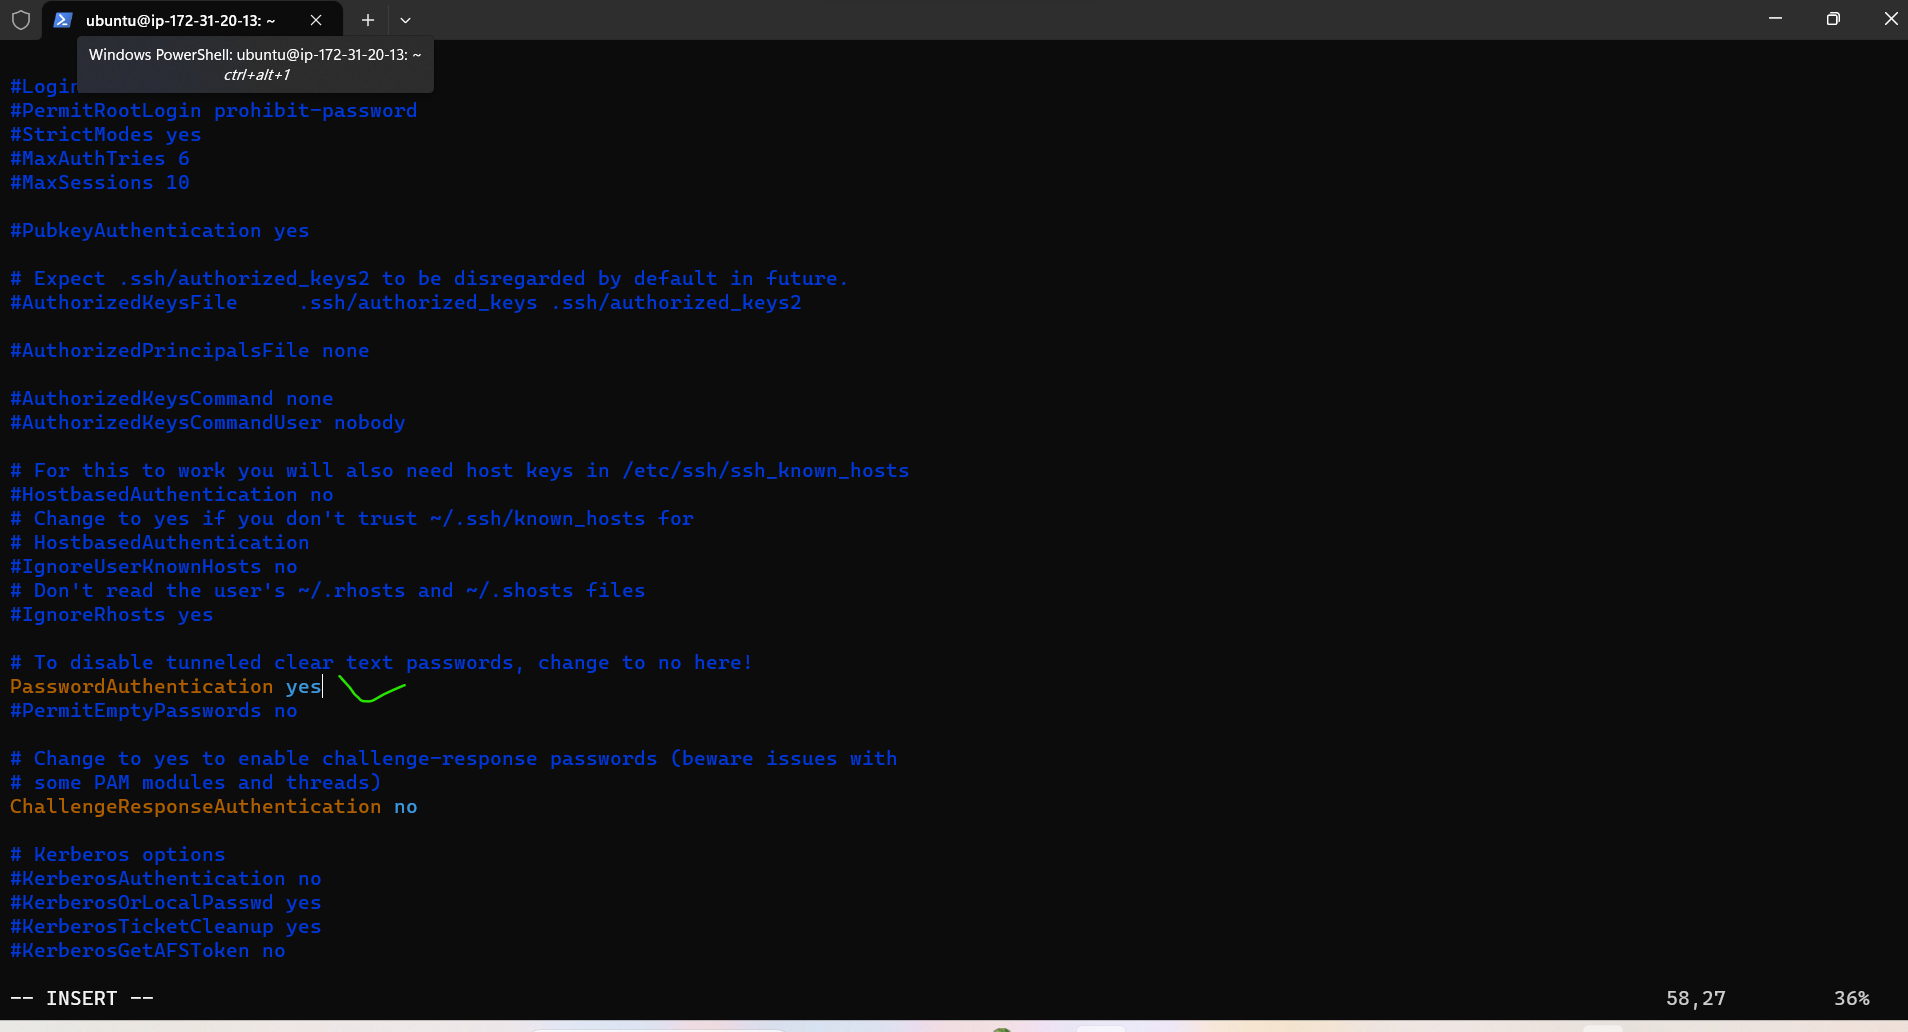 ubuntu@ip-172-31-20-13: ~
Windows PowerShell: ubuntu@ip-172-31-20-13: ~
ctrl+alt+1
#Login
#PermitRootLogin prohibit-password
#StrictModes yes
#MaxAuthTries 6
#MaxSessions 10
#PubkeyAuthentication yes
# Expect .ssh/authorized_keys2 to be disregarded by default in future.
#AuthorizedKeysFile     .ssh/authorized_keys .ssh/authorized_keys2
#AuthorizedPrincipalsFile none
#AuthorizedKeysCommand none
#AuthorizedKeysCommandUser nobody
# For this to work you will also need host keys in /etc/ssh/ssh_known_hosts
#HostbasedAuthentication no
# Change to yes if you don't trust ~/.ssh/known_hosts for
# HostbasedAuthentication
#IgnoreUserKnownHosts no
# Don't read the user's ~/.rhosts and ~/.shosts files
#IgnoreRhosts yes
# To disable tunneled clear text passwords, change to no here!
PasswordAuthentication yes
#PermitEmptyPasswords no
# Change to yes to enable challenge-response passwords (beware issues with
# some PAM modules and threads)
ChallengeResponseAuthentication no
# Kerberos options
#KerberosAuthentication no
#KerberosOrLocalPasswd yes
#KerberosTicketCleanup yes
#KerberosGetAFSToken no
-- INSERT --
58,27
36%